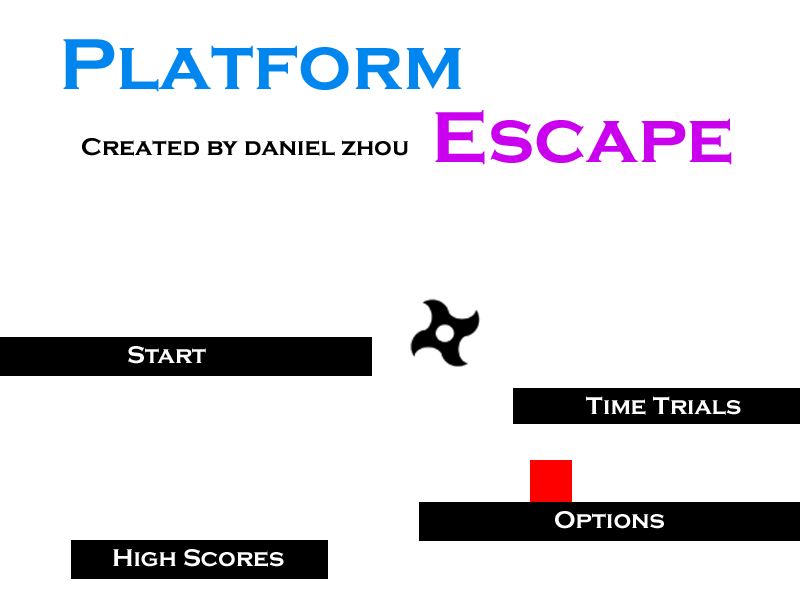 Platform
Escape
Created by daniel zhou
Start
Time Trials
Options
High Scores